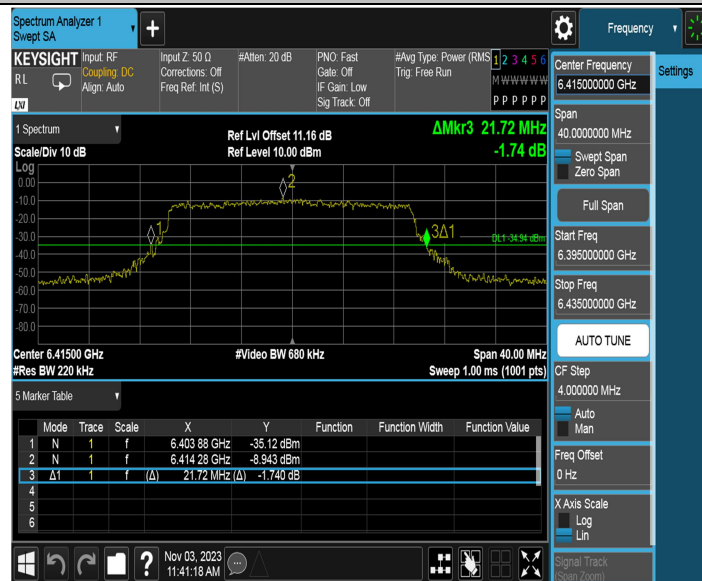 Spectrum Analyzer 1
Swept SA
Frequency
KEYSIGHT
RL
LXI
Input: RF
Coupling: DC
Align: Auto
Input Z: 50 Ω
Corrections: Off
Freq Ref: Int (S)
#Atten: 20 dB
PNO: Fast
Gate: Off
IF Gain: Low
Sig Track: Off
#Avg Type: Power (RMS
Trig: Free Run
1 2 3 4 5 6
M W W W W W
P P P P P P
1 Spectrum
Scale/Div 10 dB
Ref Lvl Offset 11.16 dB
Ref Level 10.00 dBm
ΔMkr3 21.72 MHz
-1.74 dB
Log
0.00
-10.0
-20.0
-30.0
-40.0
-50.0
-60.0
-70.0
-80.0
1
2
3Δ1
DL1 -34.94 dBm
Center 6.41500 GHz
#Res BW 220 kHz
#Video BW 680 kHz
Span 40.00 MHz
Sweep 1.00 ms (1001 pts)
5 Marker Table
Mode Trace Scale X Y Function Function Width Function Value
1 N 1 f 6.403 88 GHz -35.12 dBm
2 N 1 f 6.414 28 GHz -8.943 dBm
3 Δ1 1 f (Δ) 21.72 MHz (Δ) -1.740 dB
4
5
6
Nov 03, 2023
11:41:18 AM
Settings
Center Frequency
6.415000000 GHz
Span
40.0000000 MHz
Swept Span
Zero Span
Full Span
Start Freq
6.395000000 GHz
Stop Freq
6.435000000 GHz
AUTO TUNE
CF Step
4.000000 MHz
Auto
Man
Freq Offset
0 Hz
X Axis Scale
Log
Lin
Signal Track
(Span Zoom)